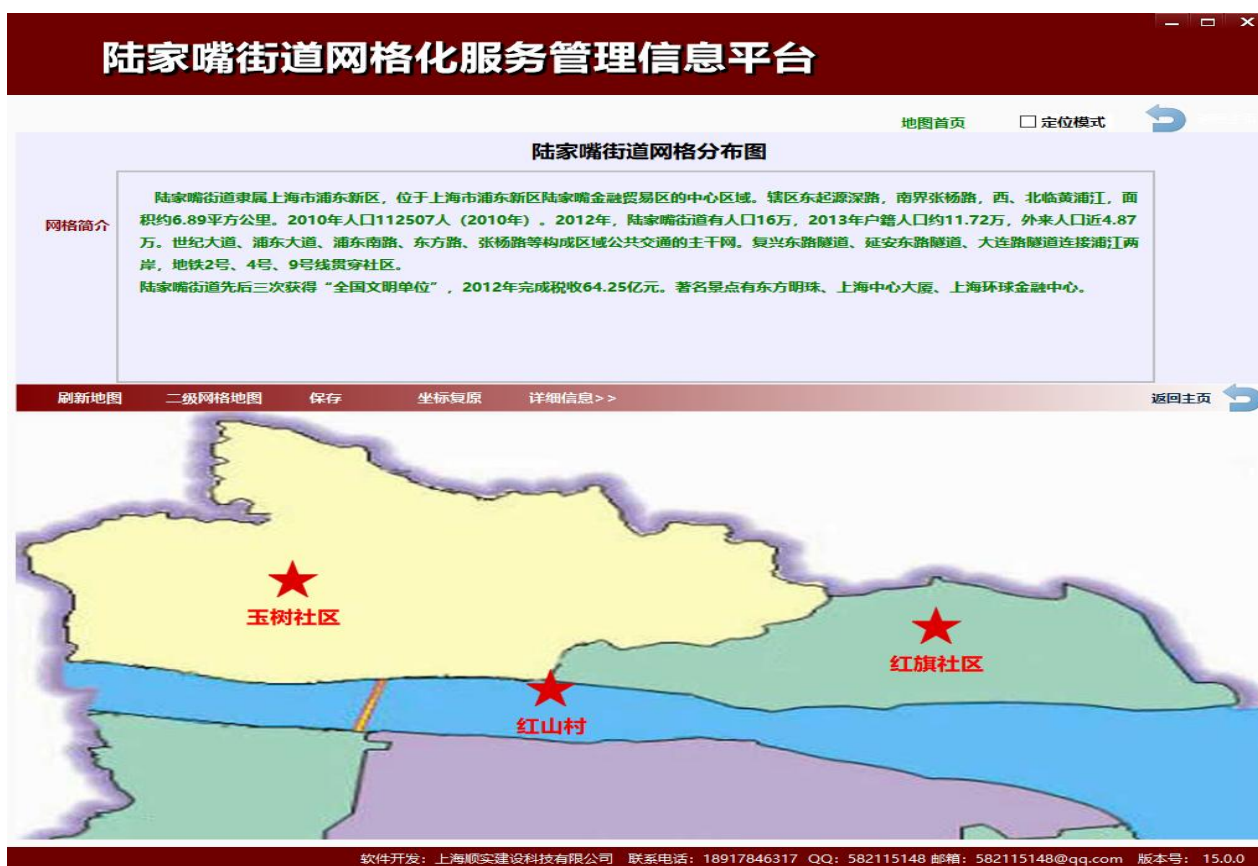 陆家嘴街道网格化服务管理信息平台
地图首页 定位模式
陆家嘴街道网格分布图
网格简介
陆家嘴街道隶属上海市浦东新区，位于上海市浦东新区陆家嘴金融贸易区的中心区域。辖区东起源深路，南界张杨路，西、北临黄浦江，面
积约6.89平方公里。2010年人口112507人（2010年）。2012年，陆家嘴街道有人口16万，2013年户籍人口约11.72万，外来人口近4.87
万。世纪大道、浦东大道、浦东南路、东方路、张杨路等构成区域公共交通的主干网。复兴东路隧道、延安东路隧道、大连路隧道连接浦江两
岸，地铁2号、4号、9号线贯穿社区。
陆家嘴街道先后三次获得“全国文明单位”，2012年完成税收64.25亿元。著名景点有东方明珠、上海中心大厦、上海环球金融中心。
刷新地图 二级网格地图 保存 坐标复原 详细信息>> 返回主页
玉树社区
红旗社区
红山村
软件开发：上海顺实建设科技有限公司 联系电话：18917846317 QQ：582115148 邮箱：582115148@qq.com 版本号： 15.0.0